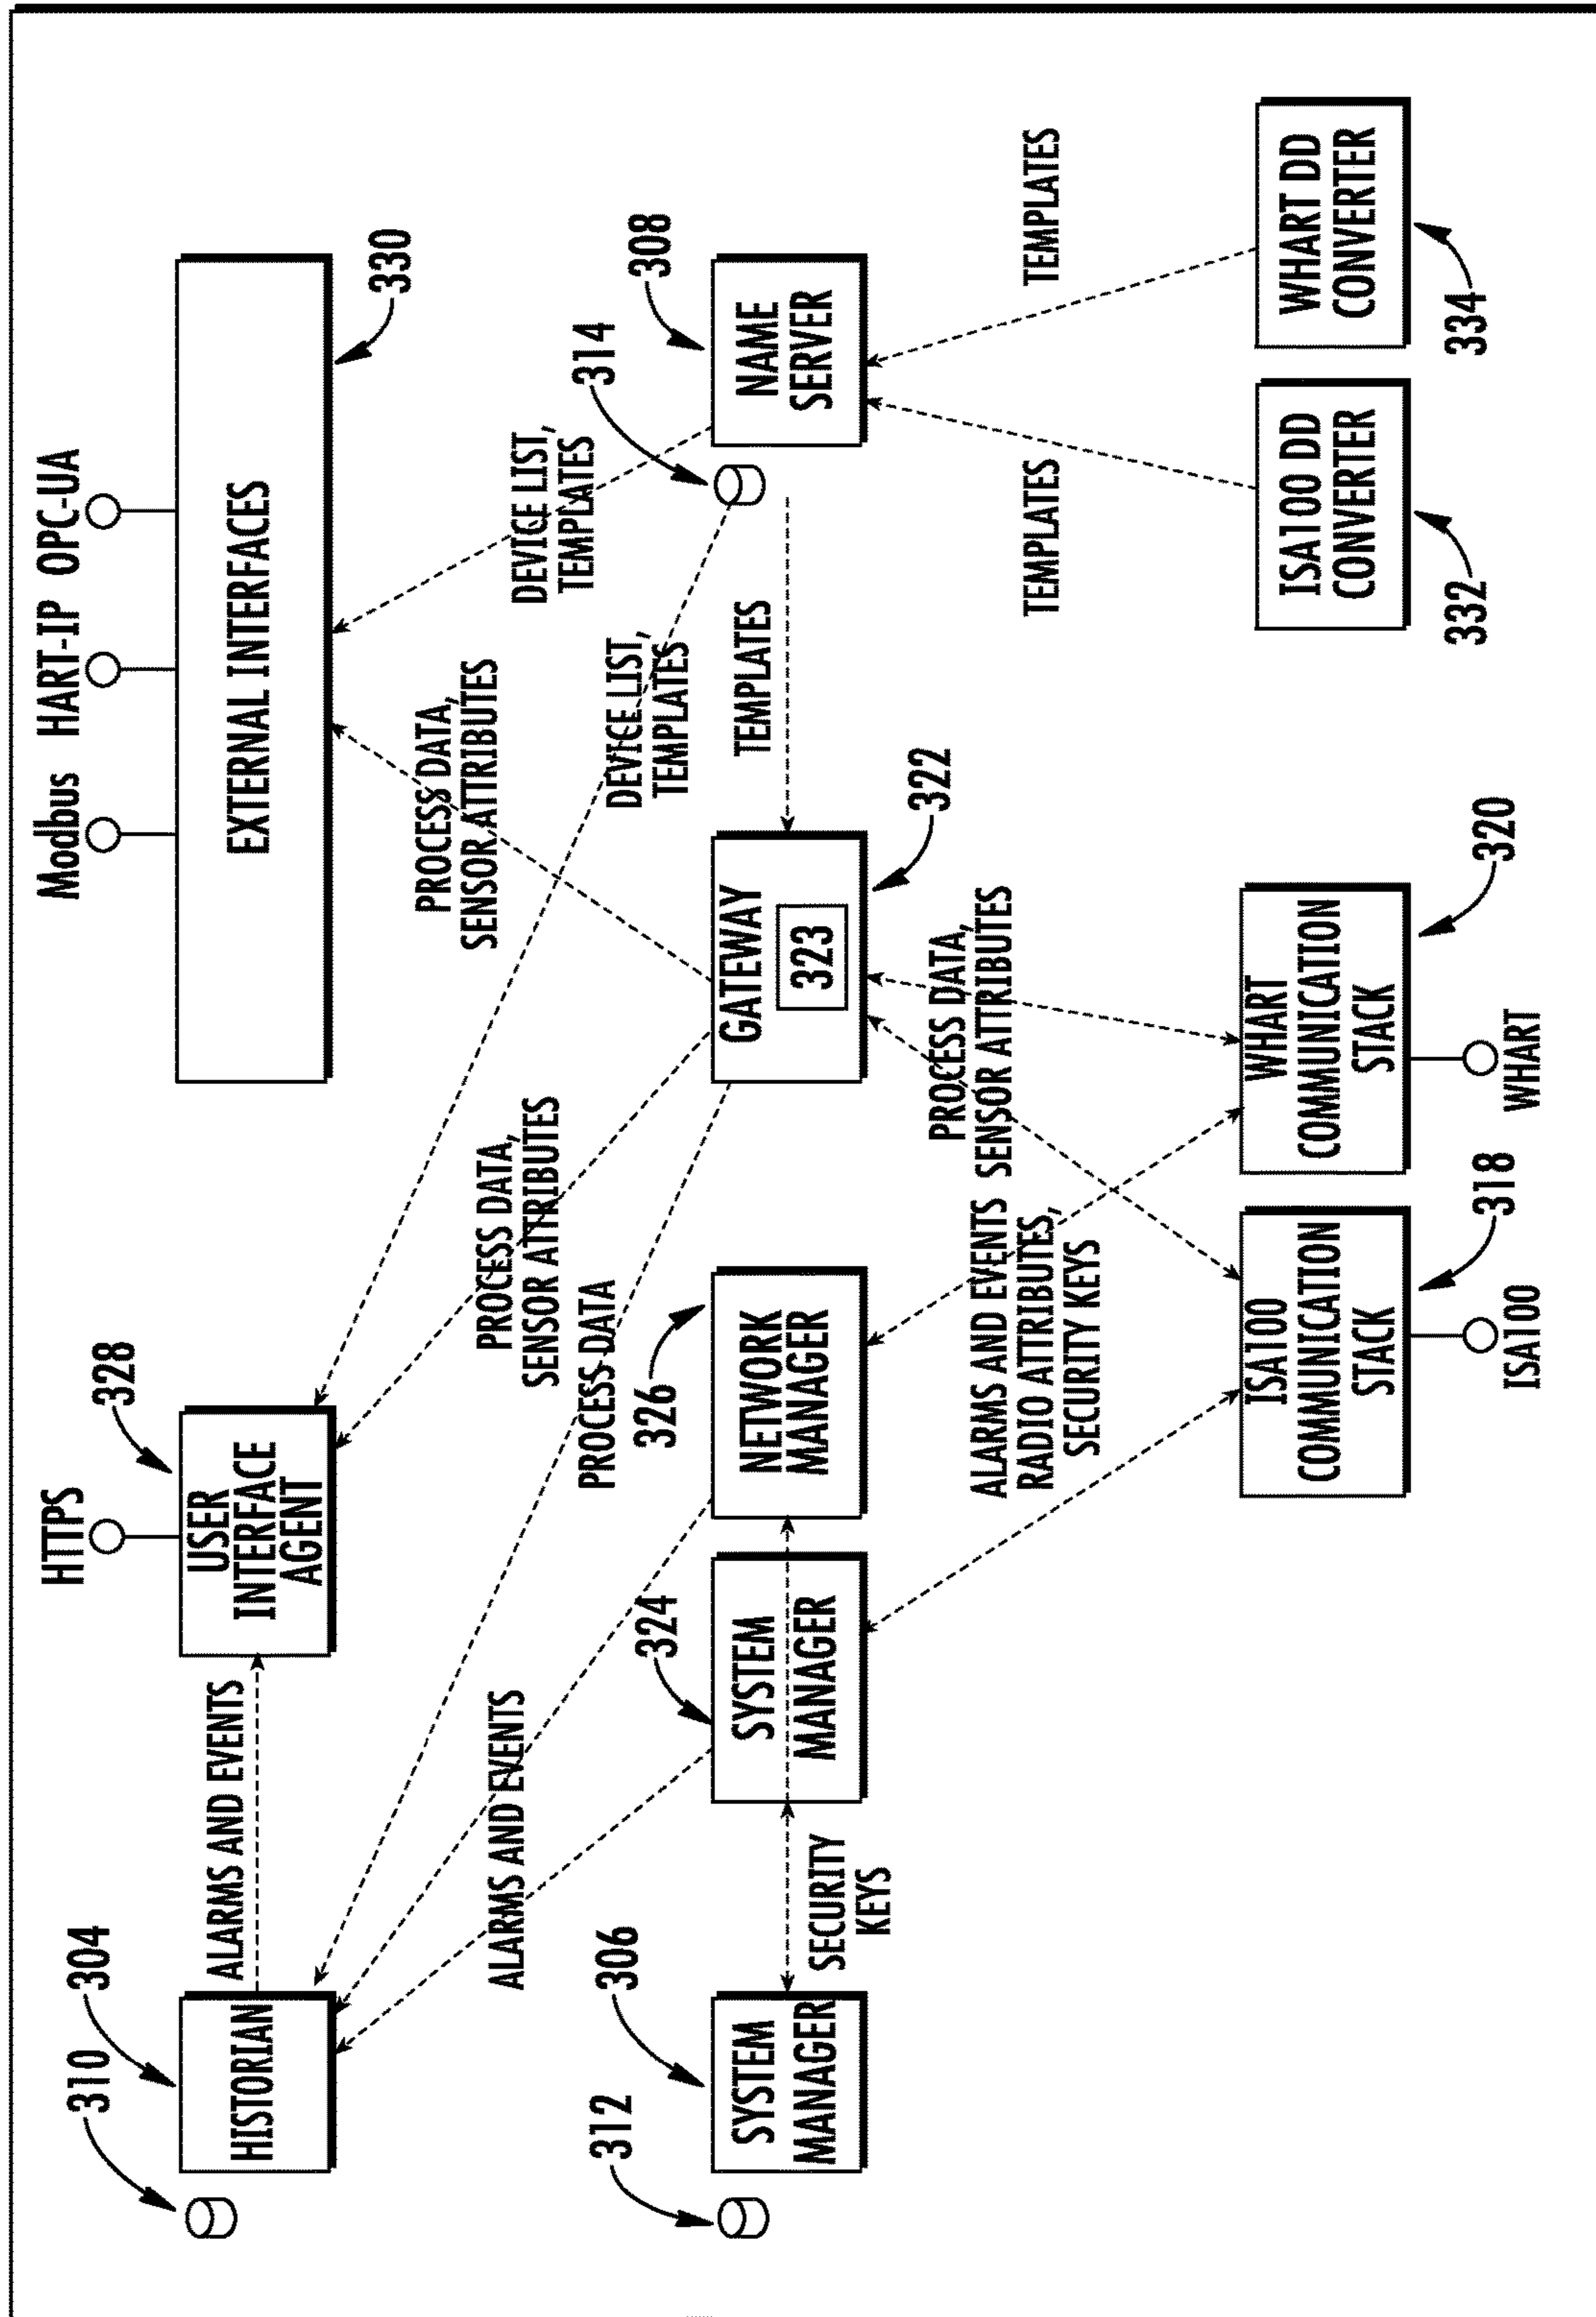 HTTPS
Modbus
HART-IP
OPC-UA
310
304
328
330
HISTORIAN
ALARMS AND EVENTS
USER
INTERFACE
AGENT
EXTERNAL INTERFACES
PROCESS DATA,
SENSOR ATTRIBUTES
DEVICE LIST,
TEMPLATES
ALARMS AND EVENTS
PROCESS DATA,
SENSOR ATTRIBUTES
PROCESS DATA
DEVICE LIST,
TEMPLATES
312
306
324
326
314
308
SYSTEM
MANAGER
SECURITY
KEYS
SYSTEM
MANAGER
NETWORK
MANAGER
GATEWAY
323
322
TEMPLATES
NAME
SERVER
ALARMS AND EVENTS
RADIO ATTRIBUTES,
SECURITY KEYS
PROCESS DATA,
SENSOR ATTRIBUTES
TEMPLATES
TEMPLATES
ISA100
COMMUNICATION
STACK
WHART
COMMUNICATION
STACK
ISA100 DD
CONVERTER
WHART DD
CONVERTER
318
320
332
334
ISA100
WHART